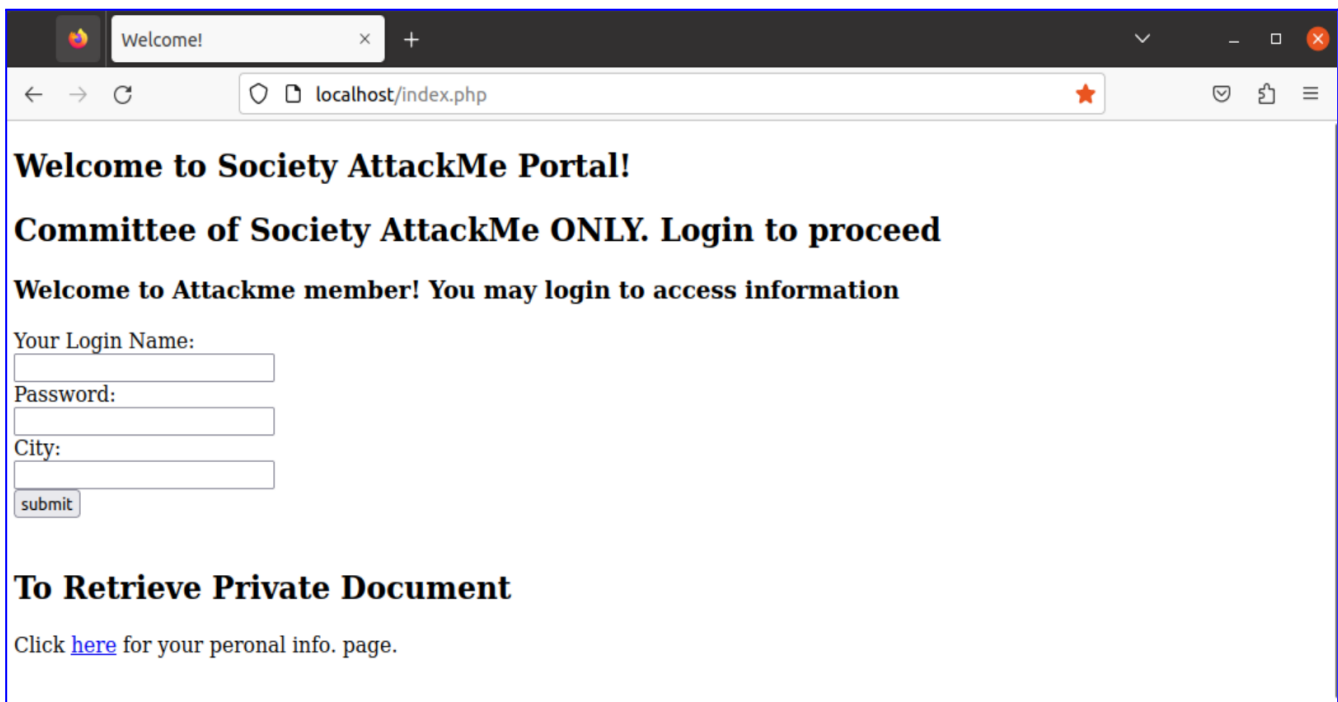 Welcome!
localhost/index.php
Welcome to Society AttackMe Portal!
Committee of Society AttackMe ONLY. Login to proceed
Welcome to Attackme member! You may login to access information
Your Login Name:
Password:
City:
submit
To Retrieve Private Document
Click here for your peronal info. page.